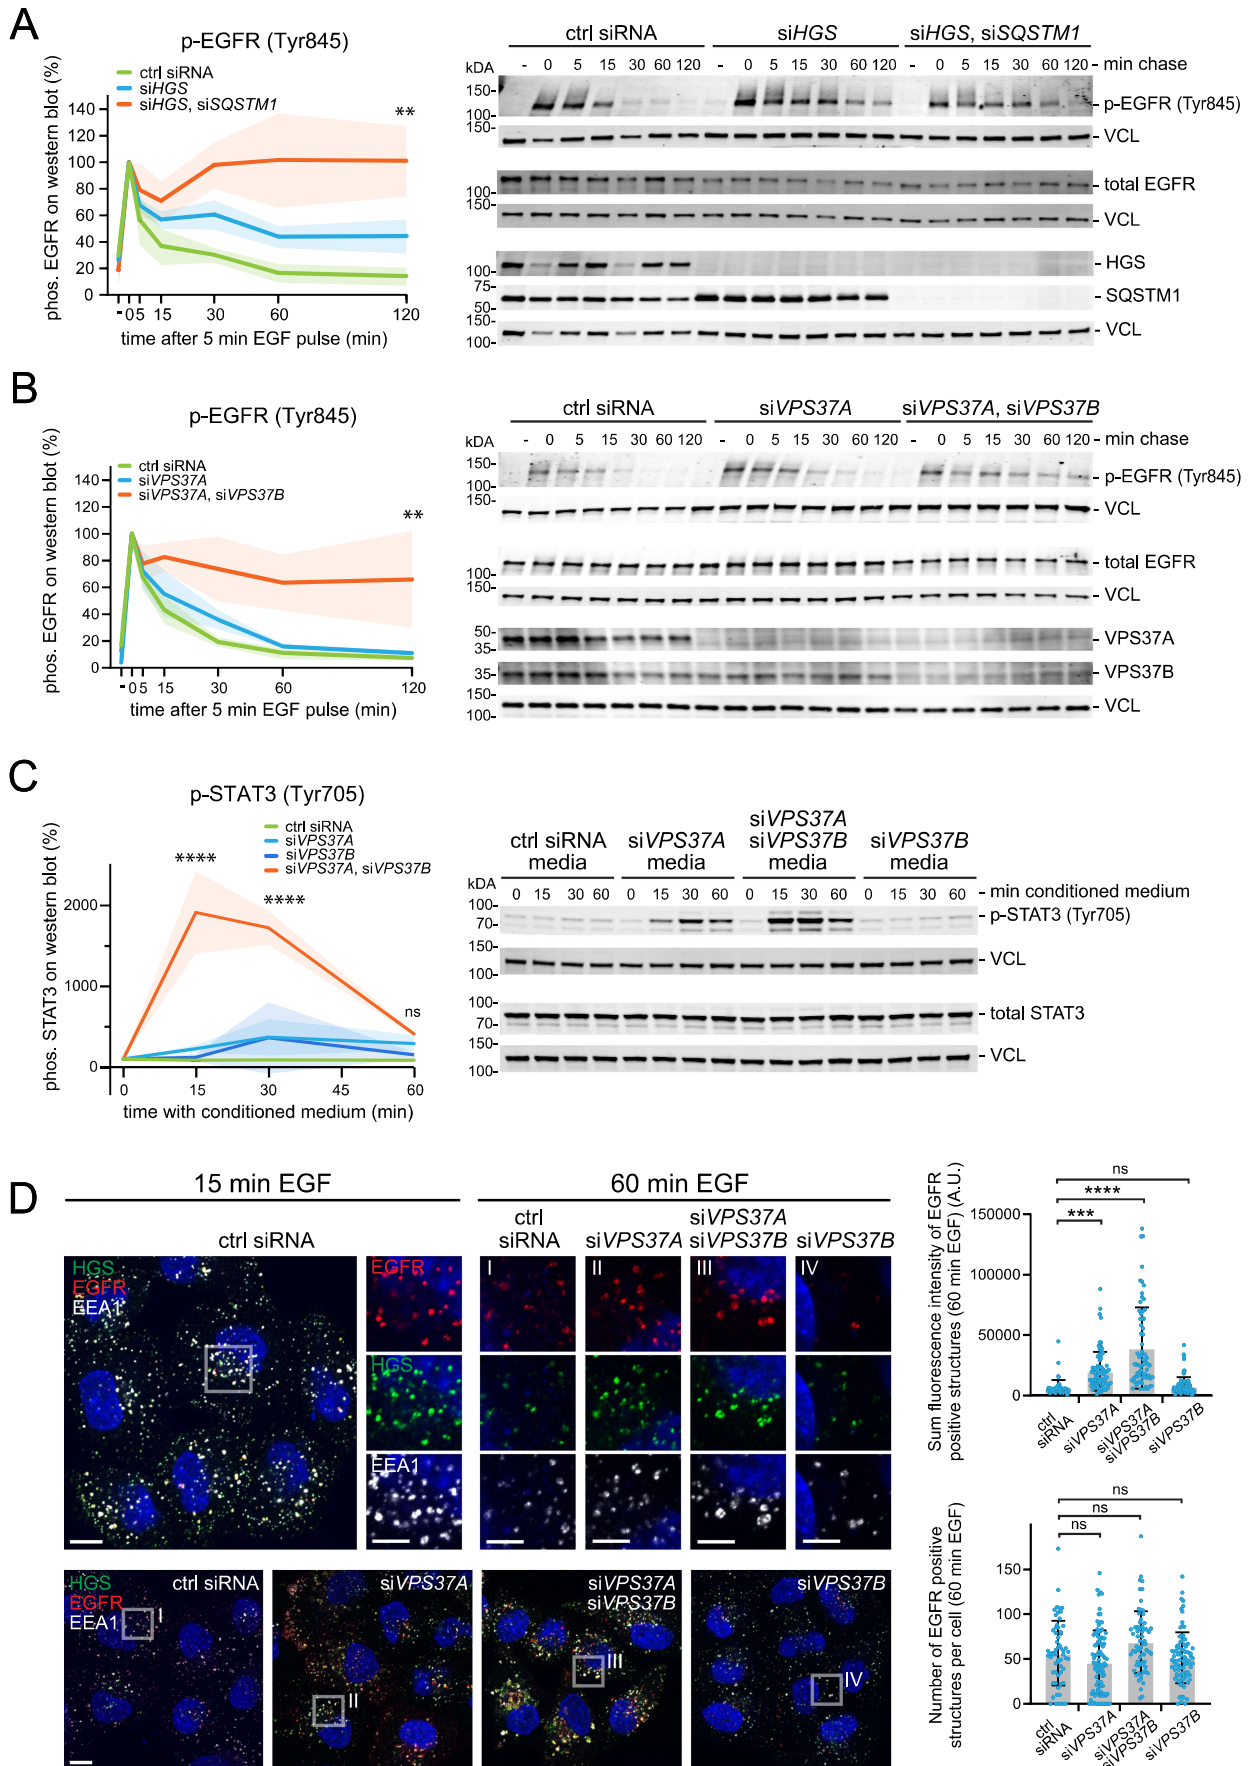 A
p-EGFR (Tyr845)
ctrl siRNA
siHGS
siHGS, siSQSTM1
**
phos. EGFR on western blot (%)
140
120
100
80
60
40
20
0
- 0 5 15 30 60 120
time after 5 min EGF pulse (min)
ctrl siRNA siHGS siHGS, siSQSTM1
kDA - 0 5 15 30 60 120 - 0 5 15 30 60 120 - 0 5 15 30 60 120 - min chase
150-
100-
- p-EGFR (Tyr845)
150-
- VCL
100-
- total EGFR
150-
- VCL
100-
- HGS
75-
50-
- SQSTM1
150-
100-
- VCL
B
p-EGFR (Tyr845)
ctrl siRNA
siVPS37A
siVPS37A, siVPS37B
**
phos. EGFR on western blot (%)
140
120
100
80
60
40
20
0
- 0 5 15 30 60 120
time after 5 min EGF pulse (min)
ctrl siRNA siVPS37A siVPS37A, siVPS37B
kDA - 0 5 15 30 60 120 - 0 5 15 30 60 120 - 0 5 15 30 60 120 - min chase
150-
100-
- p-EGFR (Tyr845)
150-
- VCL
- total EGFR
100-
150-
- VCL
50-
35-
- VPS37A
35-
- VPS37B
150-
100-
- VCL
C
p-STAT3 (Tyr705)
ctrl siRNA
siVPS37A
siVPS37B
siVPS37A, siVPS37B
****
****
ns
phos. STAT3 on western blot (%)
2000
1000
0
0 15 30 45 60
time with conditioned medium (min)
ctrl siRNA media
siVPS37A media
siVPS37A siVPS37B media
siVPS37B media
kDA 0 15 30 60 0 15 30 60 0 15 30 60 0 15 30 60 - min conditioned medium
100-
70-
- p-STAT3 (Tyr705)
150-
100-
- VCL
100-
70-
- total STAT3
150-
100-
- VCL
D
15 min EGF
60 min EGF
ctrl siRNA
ctrl siRNA
siVPS37A
siVPS37A siVPS37B
siVPS37B
HGS
EGFR
EEA1
EGFR
I
II
III
IV
HGS
EEA1
HGS
EGFR
EEA1
ctrl siRNA
I
siVPS37A
II
siVPS37A
siVPS37B
III
siVPS37B
IV
ns
****
***
Sum fluorescence intensity of EGFR
positive structures (60 min EGF) (A.U.)
150000
100000
50000
0
ctrl siRNA
siVPS37A
siVPS37A siVPS37B
siVPS37B
ns
ns
ns
Number of EGFR positive
structures per cell (60 min EGF)
150
100
50
0
ctrl siRNA
siVPS37A
siVPS37A siVPS37B
siVPS37B